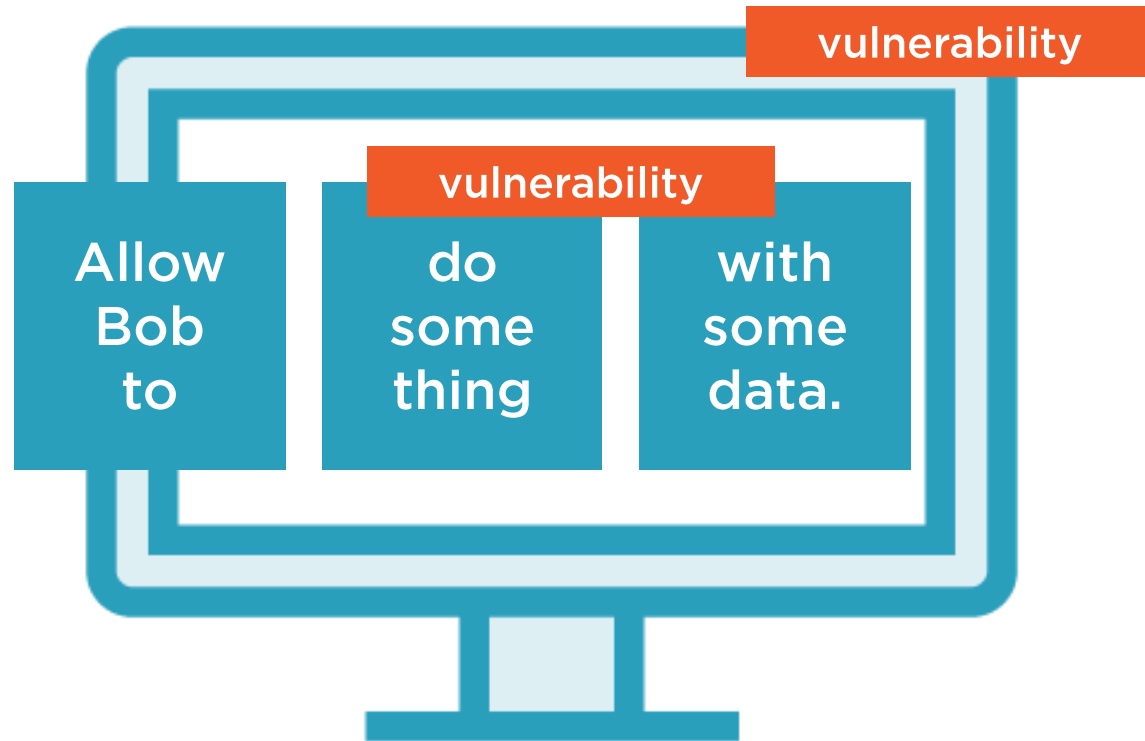 vulnerability
vulnerability
Allow
Bob
to
do
some
thing
with
some
data.